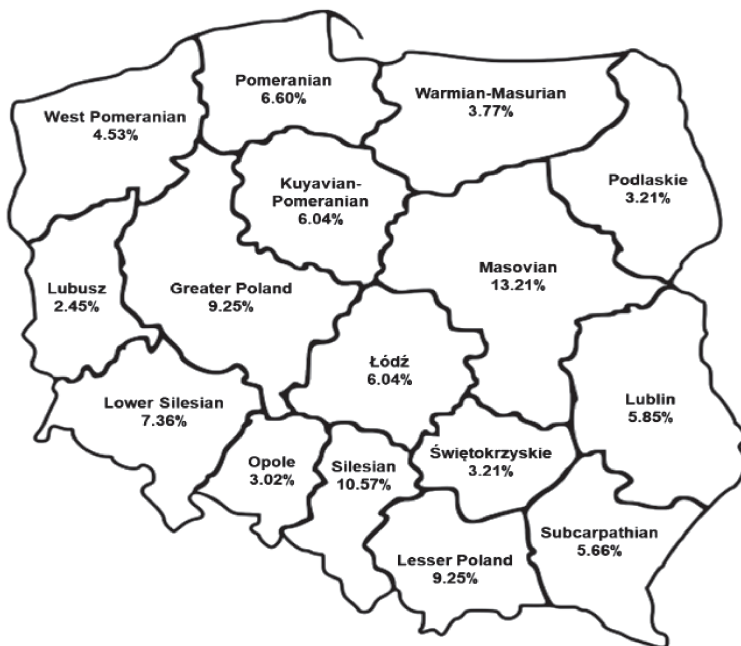 Pomeranian
6.60%
Warmian-Masurian
3.77%
West Pomeranian
4.53%
Podlaskie
3.21%
Kuyavian-
Pomeranian
6.04%
Masovian
13.21%
Lubusz
2.45%
Greater Poland
9.25%
Łódź
6.04%
Lower Silesian
7.36%
Lublin
5.85%
Opole
3.02%
Silesian
10.57%
Świętokrzyskie
3.21%
Subcarpathian
5.66%
Lesser Poland
9.25%